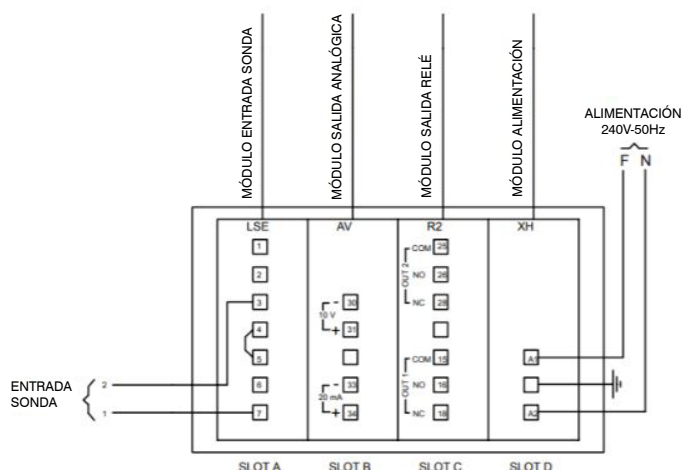 MÓDULO ENTRADA SONDA
MÓDULO SALIDA ANALÓGICA
MÓDULO SALIDA RELÉ
MÓDULO ALIMENTACIÓN
ALIMENTACIÓN
240V-50Hz
F N
LSE
AV
R2
XH
1
2
3
4
5
6
7
- 30
10 V
+ 31
- 33
20 mA
+ 34
COM 25
OUT 2
NO 26
NC 28
COM 15
OUT 1
NO 16
NC 18
A1
A2
ENTRADA
SONDA
2
1
SLOT A
SLOT B
SLOT C
SLOT D